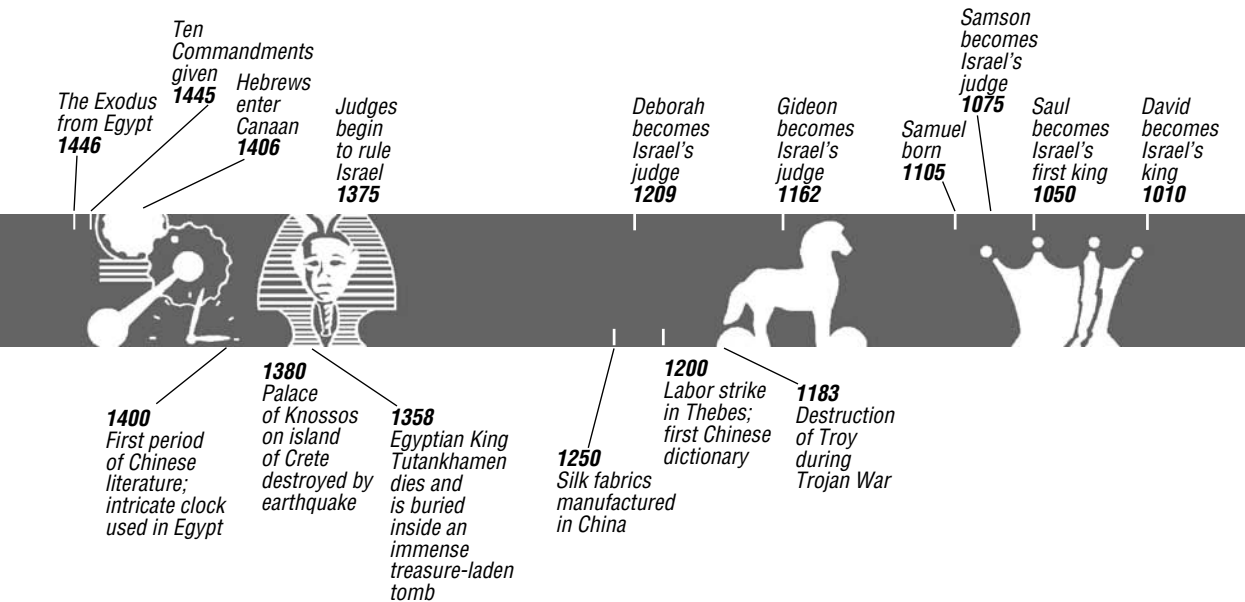 The Exodus
from Egypt
1446
Ten
Commandments
given
1445
Hebrews
enter
Canaan
1406
Judges
begin
to rule
Israel
1375
Deborah
becomes
Israel's
judge
1209
Gideon
becomes
Israel's
judge
1162
Samuel
born
1105
Samson
becomes
Israel's
judge
1075
Saul
becomes
Israel's
first king
1050
David
becomes
Israel's
king
1010
1400
First period
of Chinese
literature;
intricate clock
used in Egypt
1380
Palace
of Knossos
on island
of Crete
destroyed by
earthquake
1358
Egyptian King
Tutankhamen
dies and
is buried
inside an
immense
treasure-laden
tomb
1250
Silk fabrics
manufactured
in China
1200
Labor strike
in Thebes;
first Chinese
dictionary
1183
Destruction
of Troy
during
Trojan War